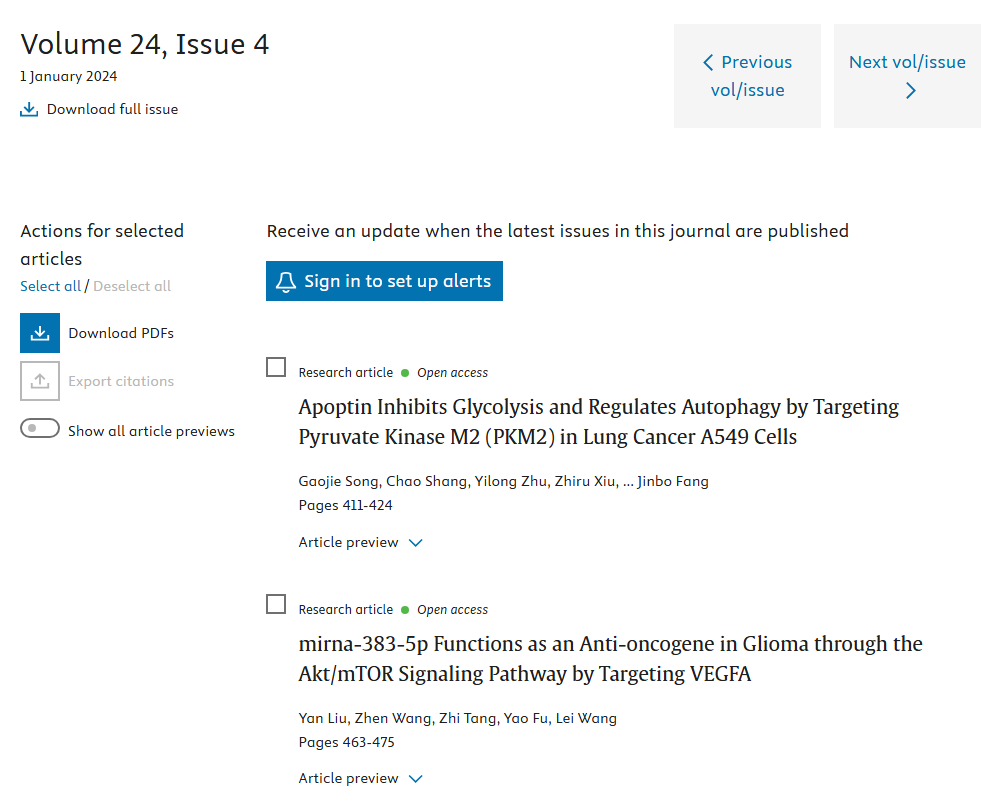 Volume 24, Issue 4
1 January 2024
Download full issue
Previous
vol/issue
Next vol/issue
Actions for selected
articles
Select all / Deselect all
Download PDFs
Export citations
Show all article previews
Receive an update when the latest issues in this journal are published
Sign in to set up alerts
Research article Open access
Apoptin Inhibits Glycolysis and Regulates Autophagy by Targeting
Pyruvate Kinase M2 (PKM2) in Lung Cancer A549 Cells
Gaojie Song, Chao Shang, Yilong Zhu, Zhiru Xiu, ... Jinbo Fang
Pages 411-424
Article preview
Research article Open access
mirna-383-5p Functions as an Anti-oncogene in Glioma through the
Akt/mTOR Signaling Pathway by Targeting VEGFA
Yan Liu, Zhen Wang, Zhi Tang, Yao Fu, Lei Wang
Pages 463-475
Article preview